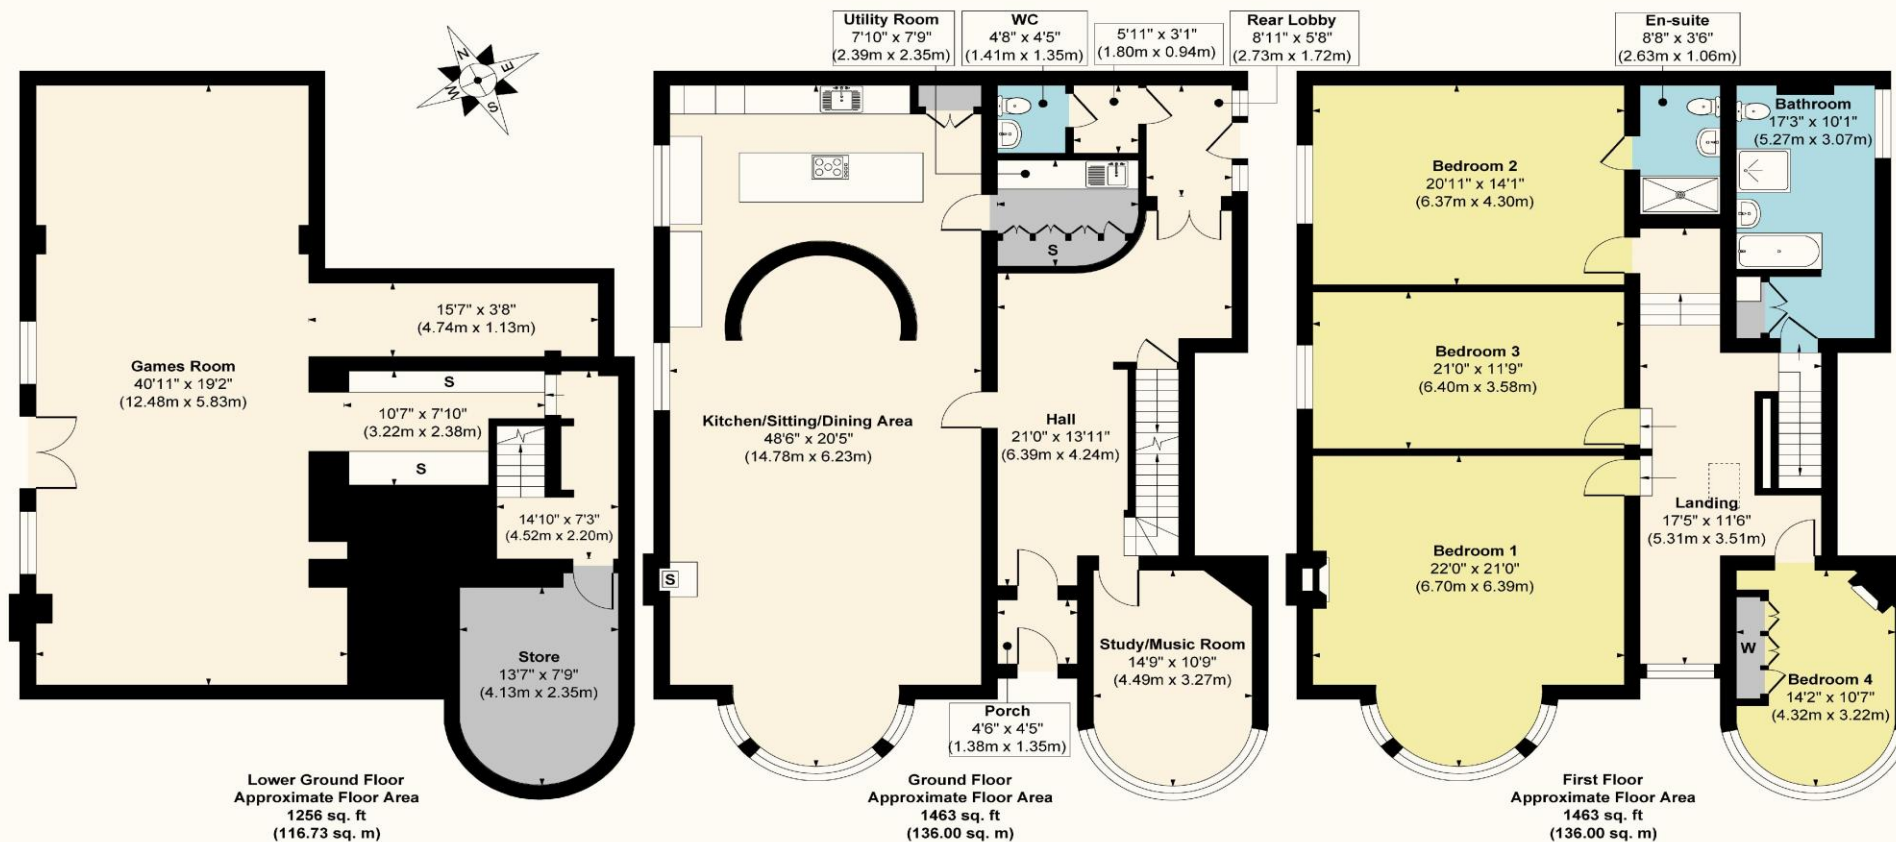 Utility Room
7'10" x 7'9"
(2.39m x 2.35m)
WC
4'8" x 4'5"
(1.41m x 1.35m)
5'11" x 3'1"
(1.80m x 0.94m)
Rear Lobby
8'11" x 5'8"
(2.73m x 1.72m)
En-suite
8'8" x 3'6"
(2.63m x 1.06m)
N
E
S
W
Games Room
40'11" x 19'2"
(12.48m x 5.83m)
15'7" x 3'8"
(4.74m x 1.13m)
S
10'7" x 7'10"
(3.22m x 2.38m)
S
14'10" x 7'3"
(4.52m x 2.20m)
Store
13'7" x 7'9"
(4.13m x 2.35m)
Lower Ground Floor
Approximate Floor Area
1256 sq. ft
(116.73 sq. m)
S
Kitchen/Sitting/Dining Area
48'6" x 20'5"
(14.78m x 6.23m)
Hall
21'0" x 13'11"
(6.39m x 4.24m)
S
Study/Music Room
14'9" x 10'9"
(4.49m x 3.27m)
Porch
4'6" x 4'5"
(1.38m x 1.35m)
Ground Floor
Approximate Floor Area
1463 sq. ft
(136.00 sq. m)
Bathroom
17'3" x 10'1"
(5.27m x 3.07m)
Bedroom 2
20'11" x 14'1"
(6.37m x 4.30m)
Bedroom 3
21'0" x 11'9"
(6.40m x 3.58m)
Landing
17'5" x 11'6"
(5.31m x 3.51m)
Bedroom 1
22'0" x 21'0"
(6.70m x 6.39m)
W
Bedroom 4
14'2" x 10'7"
(4.32m x 3.22m)
First Floor
Approximate Floor Area
1463 sq. ft
(136.00 sq. m)